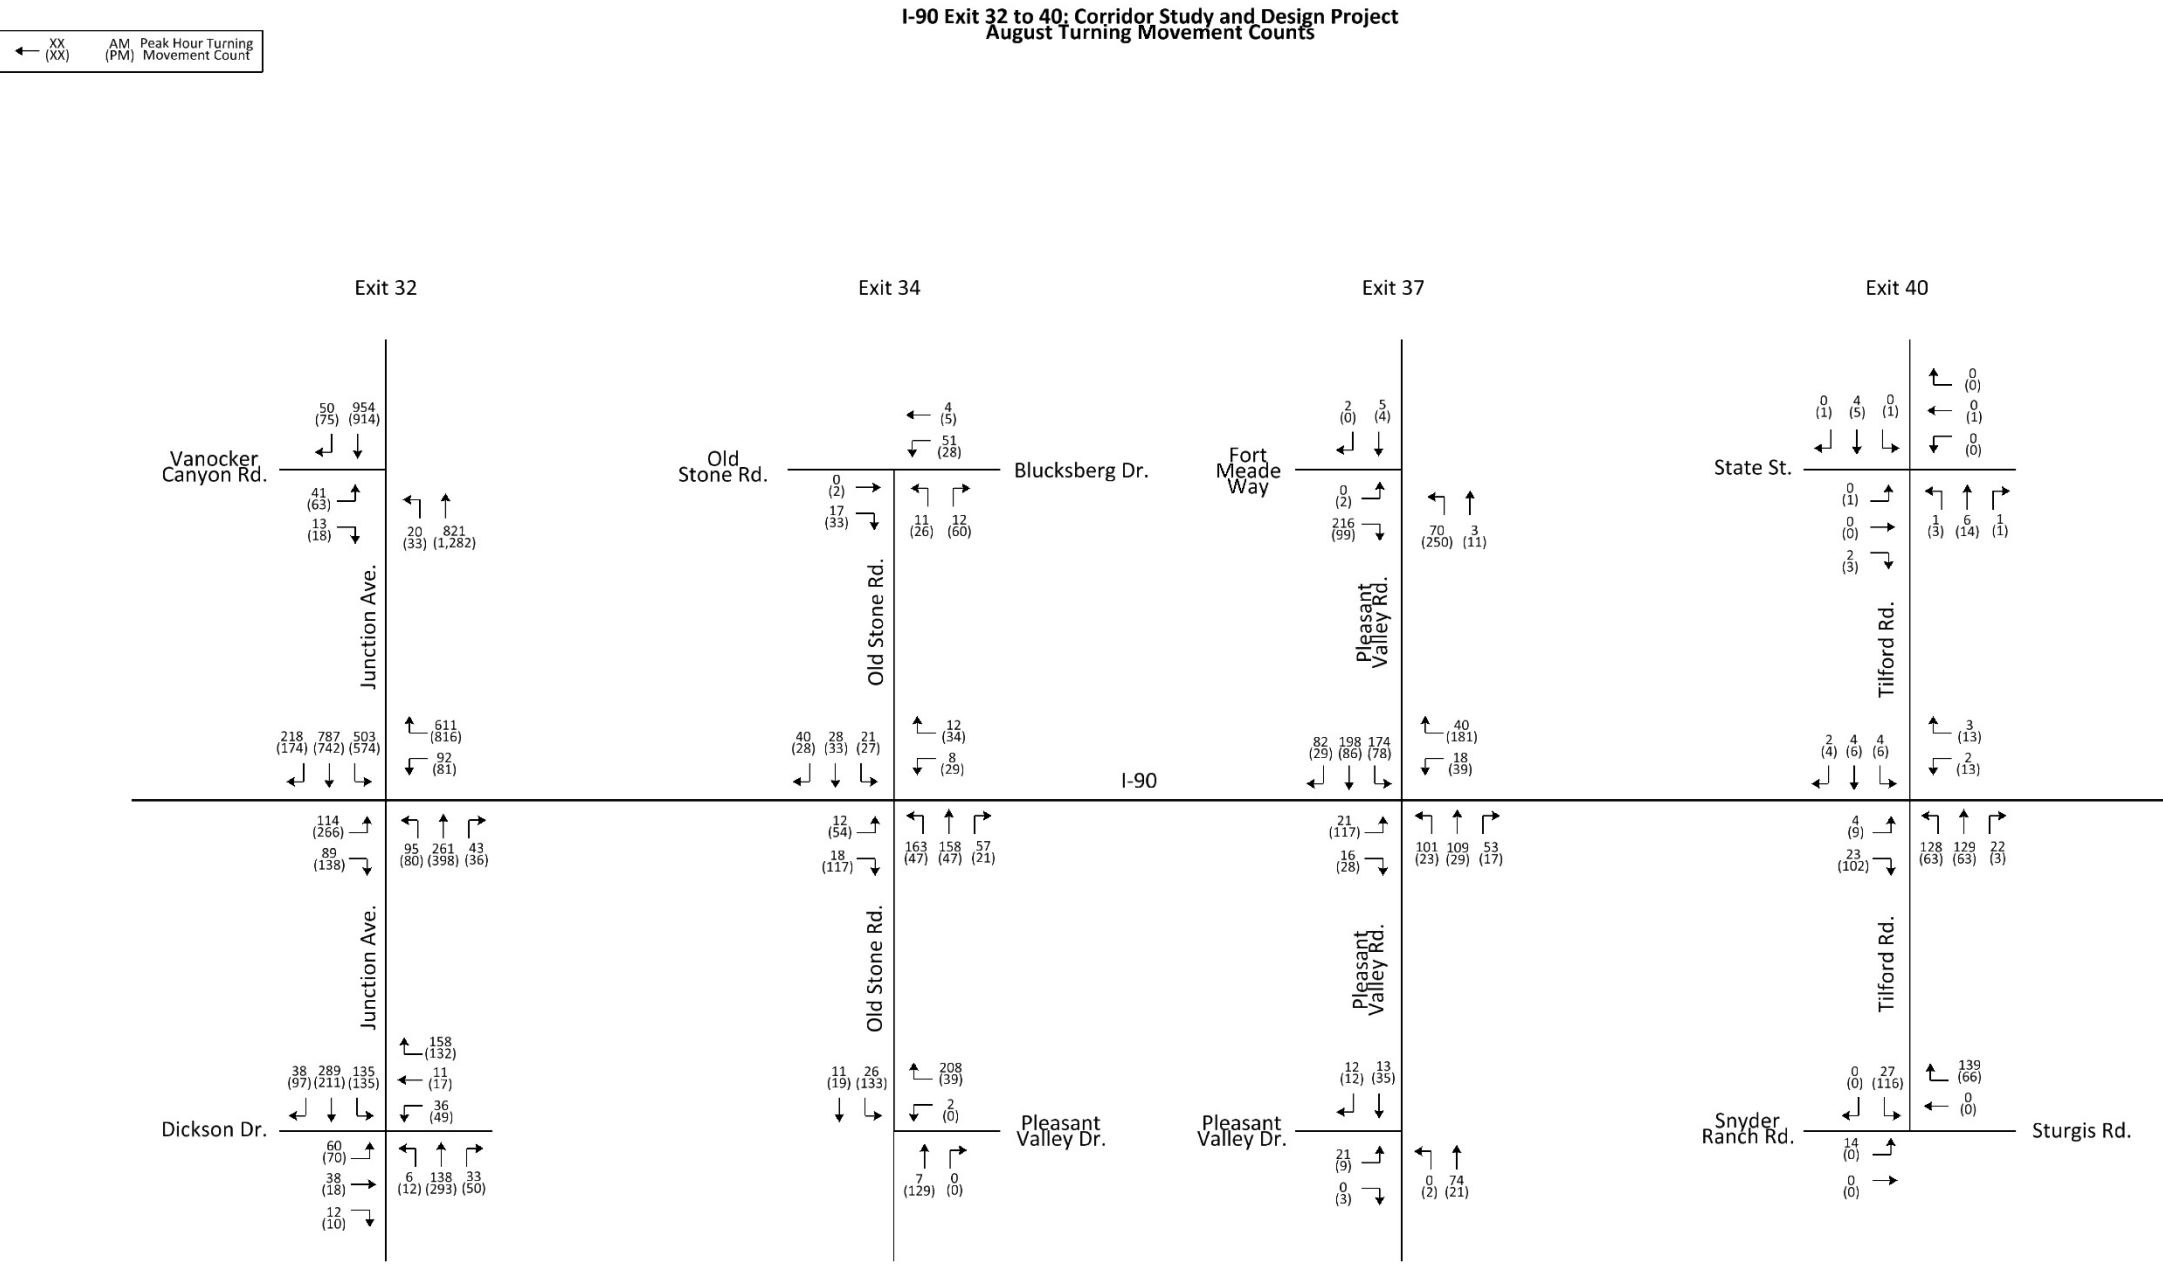 I-90 Exit 32 to 40: Corridor Study and Design Project
August Turning Movement Counts
XX AM Peak Hour Turning
(XX) (PM) Movement Count
Exit 32 Exit 34 Exit 37 Exit 40
0
(0)
50 954
(75) (914)
4
(5)
2 5
(0) (4)
0 4 0
(1) (5) (1)
0
(1)
51
(28)
0
(0)
Vanocker
Canyon Rd.
Old
Stone Rd.
Blucksberg Dr.
Fort
Meade
Way
State St.
41
(63)
13
(18)
20 821
(33) (1,282)
0
(2)
17
(33)
11 12
(26) (60)
0
(2)
216
(99)
70 3
(250) (11)
0
(1)
0
(0)
2
(3)
1 6 1
(3) (14) (1)
Junction Ave.
Old Stone Rd.
Pleasant
Valley Rd.
Tilford Rd.
218 787 503
(174) (742) (574)
611
(816)
92
(81)
40 28 21
(28) (33) (27)
12
(34)
8
(29)
82 198 174
(29) (86) (78)
40
(181)
18
(39)
2 4 4
(4) (6) (6)
3
(13)
2
(13)
I-90
114
(266)
89
(138)
95 261 43
(80) (398) (36)
12
(54)
18
(117)
163 158 57
(47) (47) (21)
21
(117)
16
(28)
101 109 53
(23) (29) (17)
4
(9)
23
(102)
128 129 22
(63) (63) (3)
Junction Ave.
Old Stone Rd.
Pleasant
Valley Rd.
Tilford Rd.
38 289 135
(97) (211) (135)
158
(132)
11
(17)
36
(49)
11 26
(19) (133)
208
(39)
2
(0)
12 13
(12) (35)
0 27
(0) (116)
139
(66)
0
(0)
Dickson Dr.
Pleasant
Valley Dr.
Pleasant
Valley Dr.
Snyder
Ranch Rd.
Sturgis Rd.
60
(70)
38
(18)
12
(10)
6 138 33
(12) (293) (50)
7 0
(129) (0)
21
(9)
0
(3)
0 74
(2) (21)
14
(0)
0
(0)